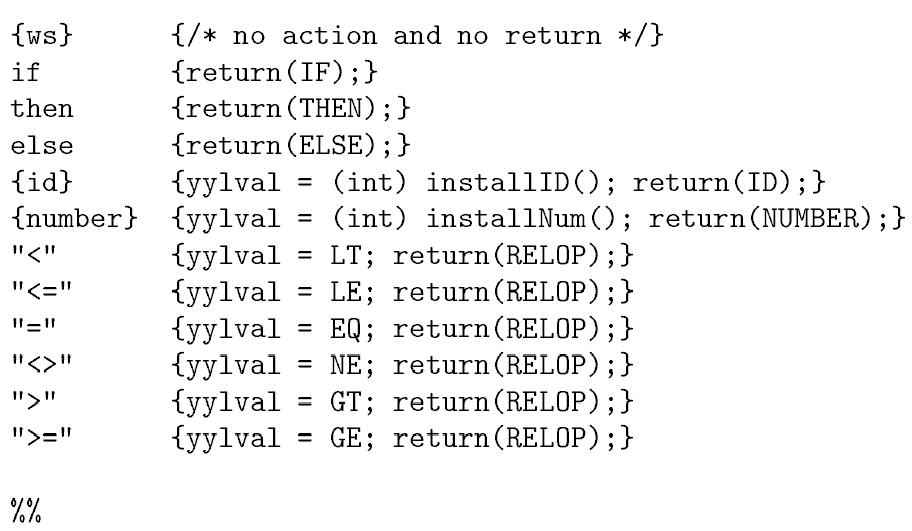 {ws}      {/* no action and no return */}
if        {return(IF);}
then      {return(THEN);}
else      {return(ELSE);}
{id}      {yylval = (int) installID(); return(ID);}
{number}  {yylval = (int) installNum(); return(NUMBER);}
"<"       {yylval = LT; return(RELOP);}
"<="      {yylval = LE; return(RELOP);}
"="       {yylval = EQ; return(RELOP);}
"<>"      {yylval = NE; return(RELOP);}
">"       {yylval = GT; return(RELOP);}
">="      {yylval = GE; return(RELOP);}
%%